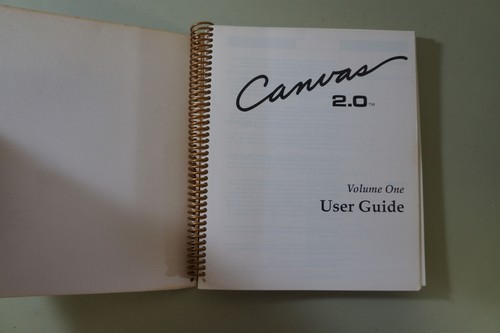 Canvas
2.0™
Volume One
User Guide